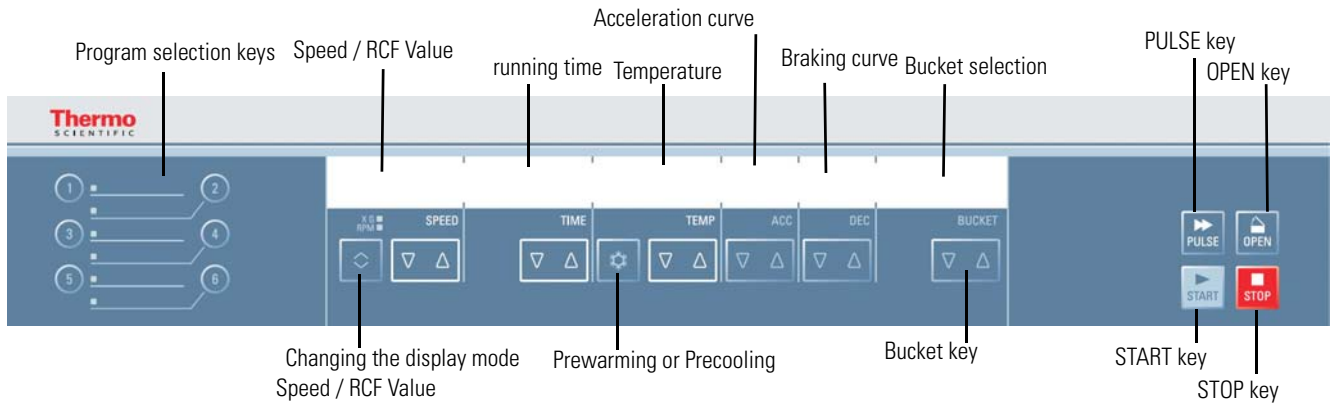 Acceleration curve
Program selection keys
Speed / RCF Value
running time
Temperature
Braking curve
Bucket selection
PULSE key
OPEN key
Thermo
SCIENTIFIC
1
2
3
4
5
6
X G
RPM
SPEED
TIME
TEMP
ACC
DEC
BUCKET
PULSE
OPEN
START
STOP
Changing the display mode
Speed / RCF Value
Prewarming or Precooling
Bucket key
START key
STOP key